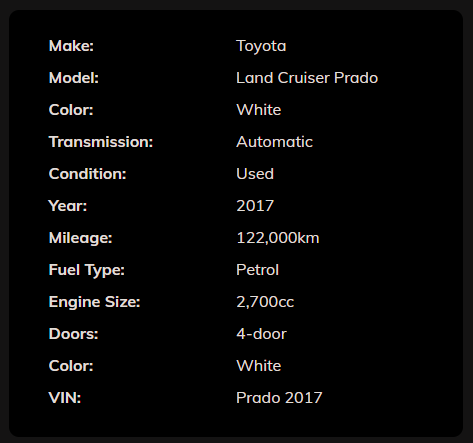 Make: Toyota
Model: Land Cruiser Prado
Color: White
Transmission: Automatic
Condition: Used
Year: 2017
Mileage: 122,000km
Fuel Type: Petrol
Engine Size: 2,700cc
Doors: 4-door
Color: White
VIN: Prado 2017